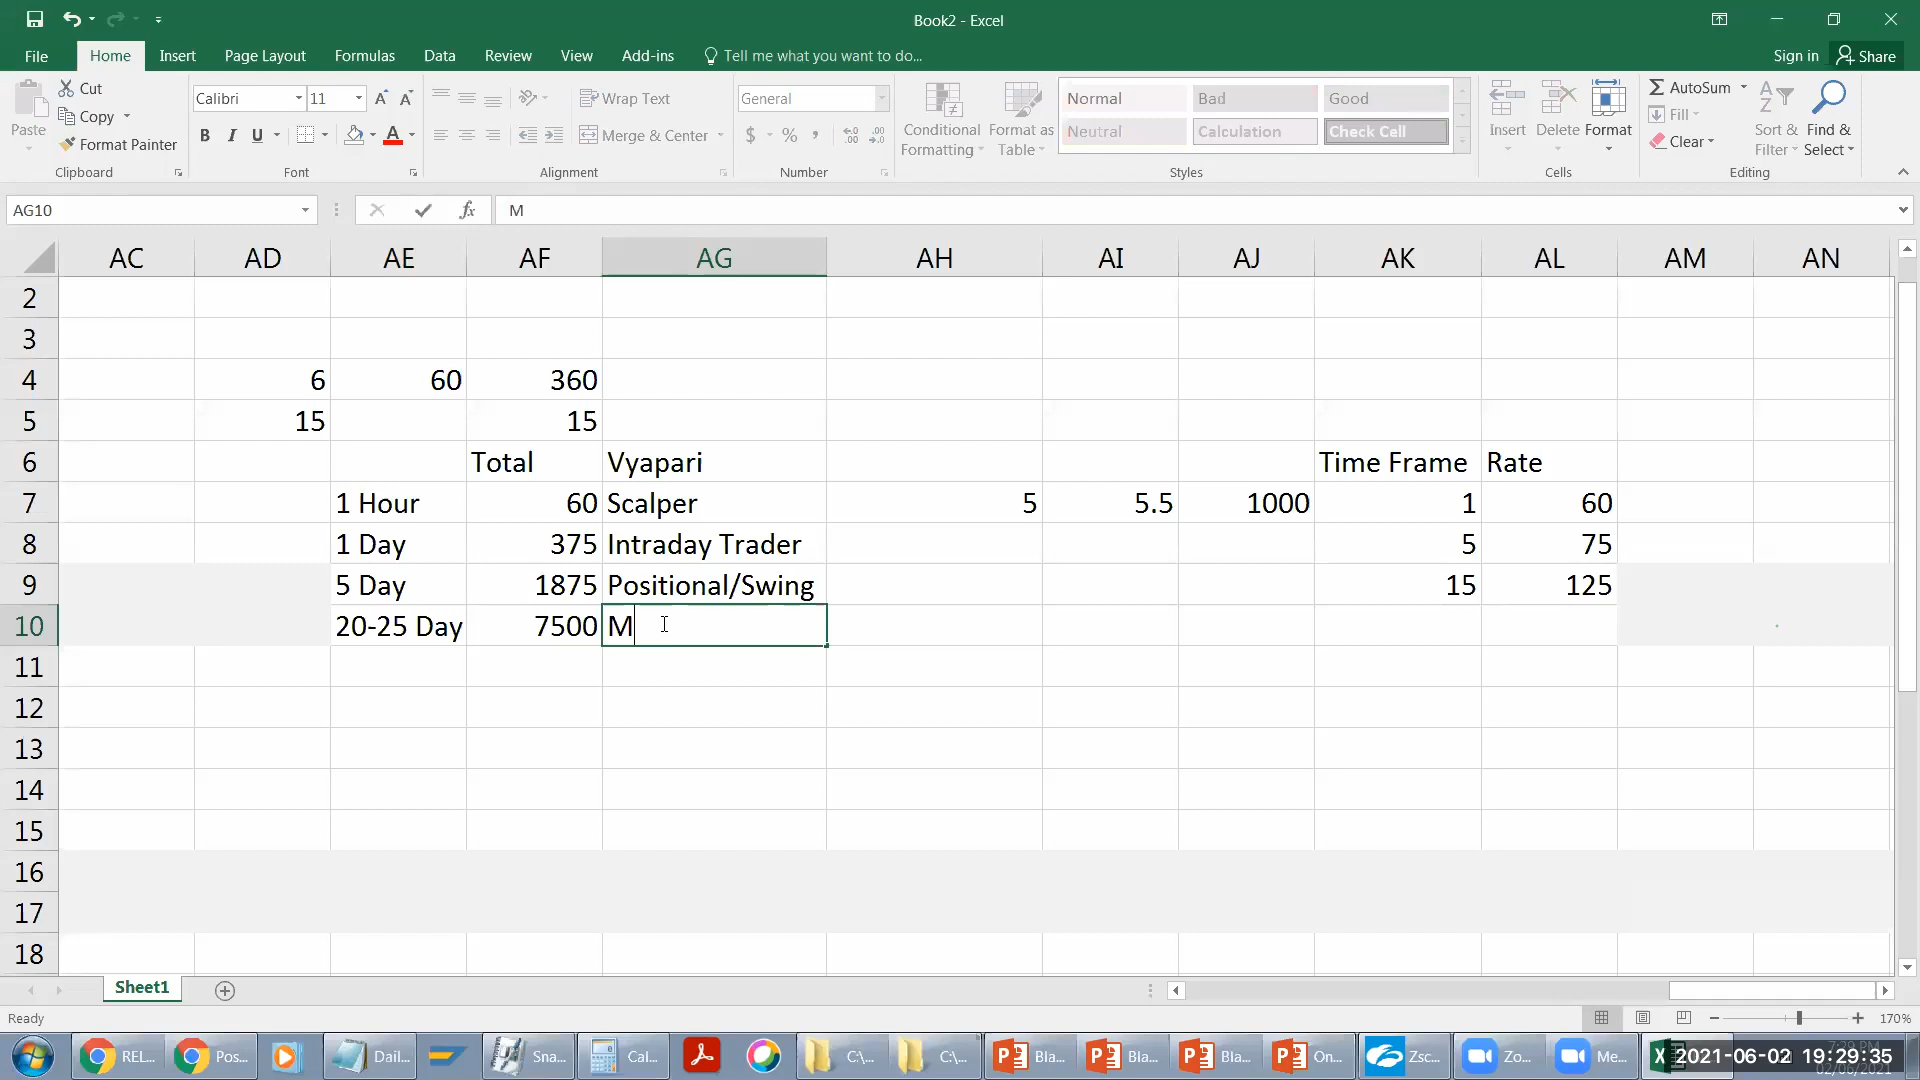 Book2 - Excel
File Home Insert Page Layout Formulas Data Review View Add-ins Tell me what you want to do... Sign in Share
Paste Cut Copy Format Painter Clipboard
Calibri 11 A A B I U A Font
Wrap Text Merge & Center Alignment
General $ % , Number
Conditional Formatting Format as Table
Normal Bad Good
Neutral Calculation Check Cell
Styles
Insert Delete Format Cells
AutoSum Fill Clear Sort & Filter Find & Select Editing
AG10 fx M
AC AD AE AF AG AH AI AJ AK AL AM AN
2
3
4 6 60 360
5 15 15
6 Total Vyapari Time Frame Rate
7 1 Hour 60 Scalper 5 5.5 1000 1 60
8 1 Day 375 Intraday Trader 5 75
9 5 Day 1875 Positional/Swing 15 125
10 20-25 Day 7500 M
11
12
13
14
15
16
17
18
Sheet1
Ready 170%
REL... Pos... Dail... Sna... Cal... C:\... C:\... Bla... Bla... Bla... On... Zsc... Zo... Me... 2021-06-02 19:29:35
02/06/2021